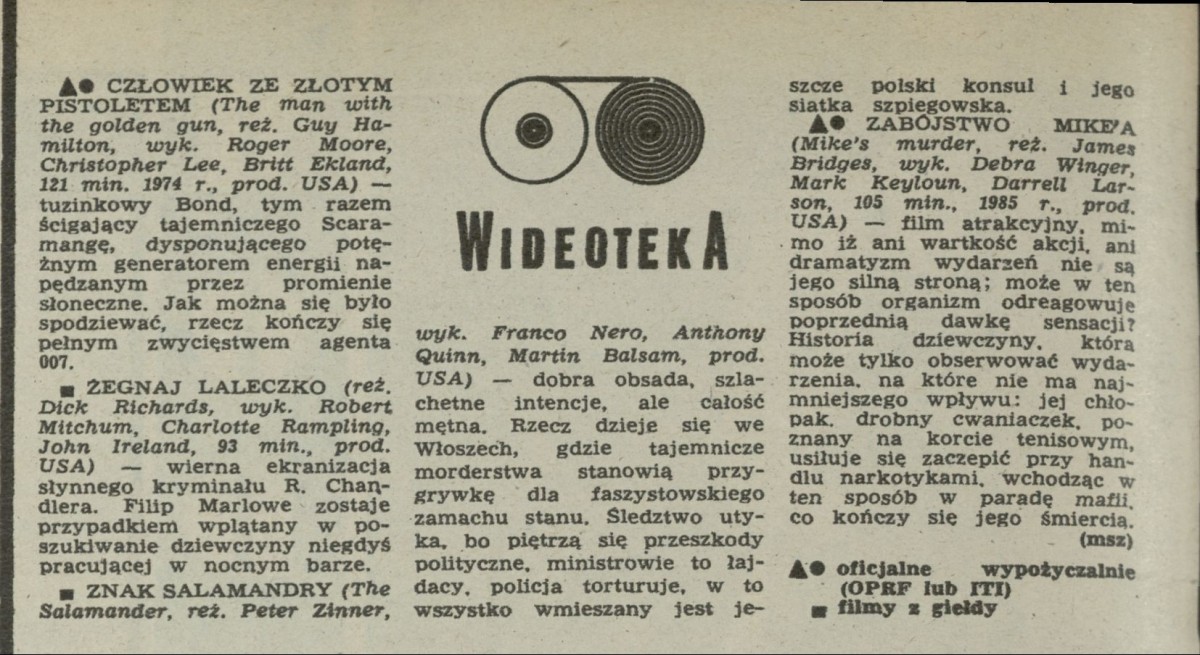 ▲● CZŁOWIEK ZE ZŁOTYM
PISTOLETEM (The man with
the golden gun, reż. Guy Ha-
milton, wyk. Roger Moore,
Christopher Lee, Britt Ekland,
121 min. 1974 r., prod. USA) —
tuzinkowy Bond, tym razem
ścigający tajemniczego Scara-
mangę, dysponującego potę-
żnym generatorem energii na-
pędzanym przez promienie
słoneczne. Jak można się było
spodziewać, rzecz kończy się
pełnym zwycięstwem agenta
007.
■ ŻEGNAJ LALECZKO (reż.
Dick Richards, wyk. Robert
Mitchum, Charlotte Rampling,
John Ireland, 93 min., prod.
USA) — wierna ekranizacja
słynnego kryminału R. Chan-
dlera. Filip Marlowe zostaje
przypadkiem wplątany w po-
szukiwanie dziewczyny niegdyś
pracującej w nocnym barze.
■ ZNAK SALAMANDRY (The
Salamander, reż. Peter Zinner,
WIDEOTEKA
wyk. Franco Nero, Anthony
Quinn, Martin Balsam, prod.
USA) — dobra obsada, szla-
chetne intencje, ale całość
mętna. Rzecz dzieje się we
Włoszech, gdzie tajemnicze
morderstwa stanowią przy-
grywkę dla faszystowskiego
zamachu stanu. Śledztwo uty-
ka, bo piętrzą się przeszkody
polityczne, ministrowie to łaj-
dacy, policja torturuje, w to
wszystko wmieszany jest je-
szcze polski konsul i jego
siatka szpiegowska.
▲● ZABÓJSTWO MIKE'A
(Mike's murder, reż. James
Bridges, wyk. Debra Winger,
Mark Keyloun, Darrell Lar-
son, 105 min., 1985 r., prod.
USA) — film atrakcyjny, mi-
mo iż ani wartkość akcji, ani
dramatyzm wydarzeń nie są
jego silną stroną; może w ten
sposób organizm odreagowuje
poprzednią dawkę sensacji?
Historia dziewczyny, która
może tylko obserwować wyda-
rzenia, na które nie ma naj-
mniejszego wpływu: jej chło-
pak, drobny cwaniaczek, po-
znany na korcie tenisowym,
usiłuje się zaczepić przy han-
dlu narkotykami, wchodząc w
ten sposób w paradę mafii,
co kończy się jego śmiercią.
(msz)
▲● oficjalne wypożyczalnie
(OPRF lub ITI)
■ filmy z giełdy